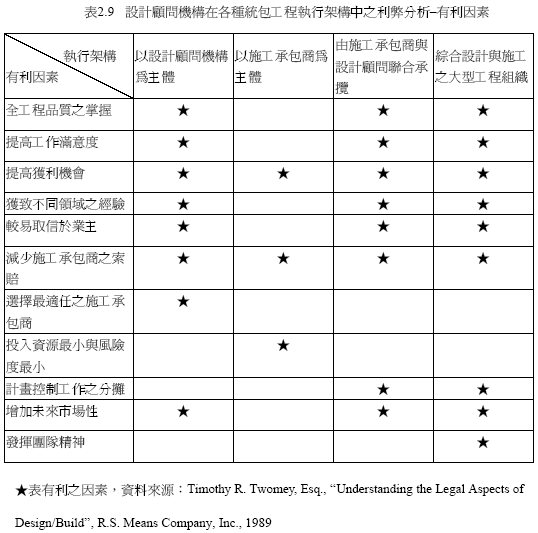 表2.9 設計顧問機構在各種統包工程執行架構中之利弊分析–有利因素
執行架構
有利因素
以設計顧問機構
爲主體
以施工承包商爲
主體
由施工承包商與
設計顧問聯合承
攬
綜合設計與施工
之大型工程組織
全工程品質之掌握 ★ ★ ★
提高工作滿意度 ★ ★ ★
提高獲利機會 ★ ★ ★ ★
獲致不同領域之經驗 ★ ★ ★
較易取信於業主 ★ ★ ★
減少施工承包商之索
賠 ★ ★ ★ ★
選擇最適任之施工承
包商 ★
投入資源最小與風險
度最小 ★
計畫控制工作之分攤 ★ ★
增加未來市場性 ★ ★ ★
發揮團隊精神 ★
★表有利之因素，資料來源：Timothy R. Twomey, Esq., “Understanding the Legal Aspects of
Design/Build”, R.S. Means Company, Inc., 1989